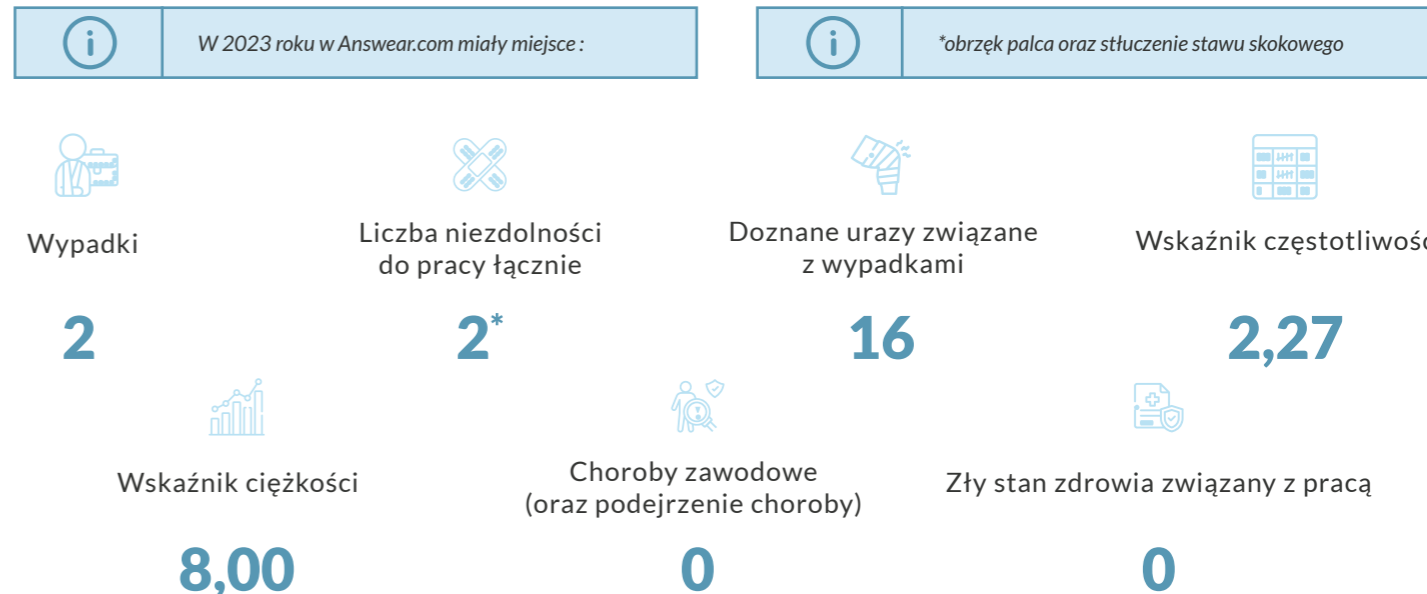 W 2023 roku w Answear.com miały miejsce :
*obrzęk palca oraz stłuczenie stawu skokowego
Wypadki
2
Liczba niezdolności
do pracy łącznie
2*
Doznane urazy związane
z wypadkami
16
Wskaźnik częstotliwośc
2,27
Wskaźnik ciężkości
8,00
Choroby zawodowe
(oraz podejrzenie choroby)
0
Zły stan zdrowia związany z pracą
0